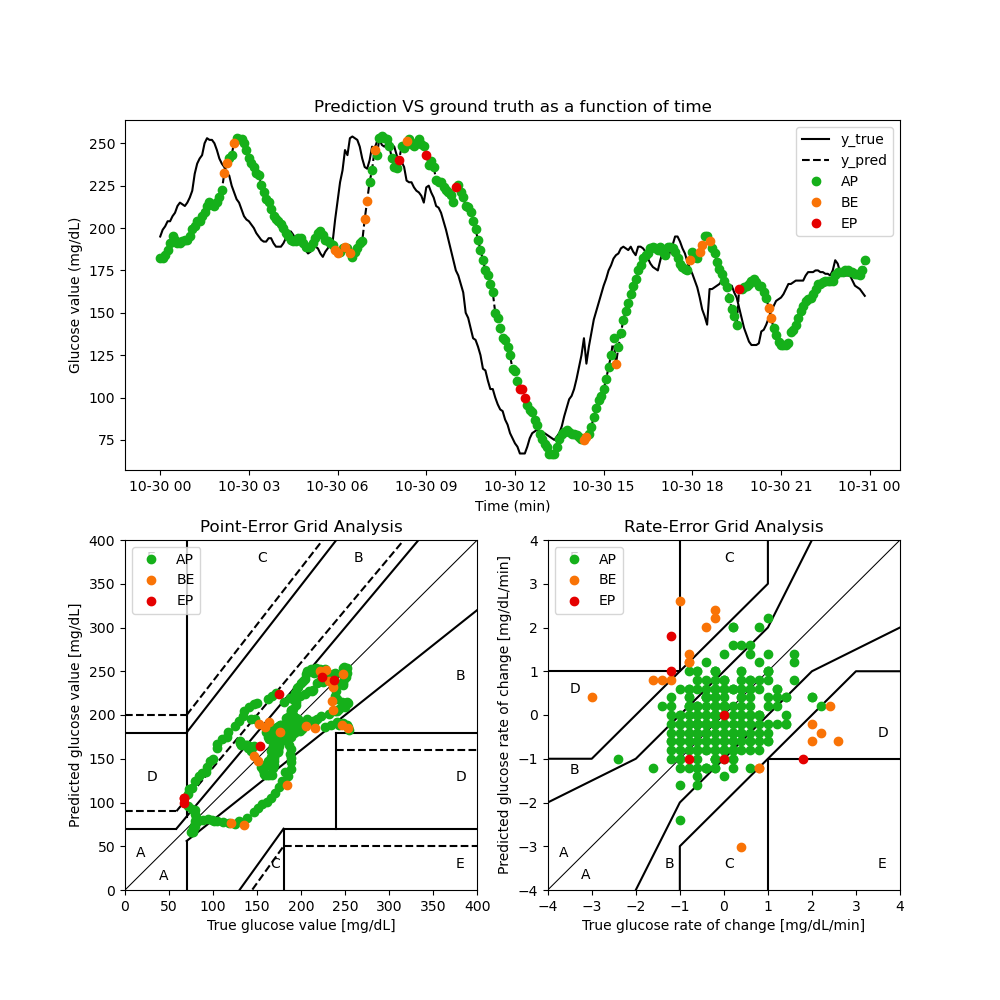 Prediction VS ground truth as a function of time
Glucose value (mg/dL)
250
225
200
175
150
125
100
75
y_true
y_pred
AP
BE
EP
10-30 00 10-30 03 10-30 06 10-30 09 10-30 12 10-30 15 10-30 18 10-30 21 10-31 00
Time (min)
Point-Error Grid Analysis
Predicted glucose value [mg/dL]
400
350
300
250
200
150
100
50
0
AP
BE
EP
C
B
B
D
D
A
A
C
E
0 50 100 150 200 250 300 350 400
True glucose value [mg/dL]
Rate-Error Grid Analysis
Predicted glucose rate of change [mg/dL/min]
4
3
2
1
0
−1
−2
−3
−4
AP
BE
EP
C
D
D
B
A
A
B
C
E
−4 −3 −2 −1 0 1 2 3 4
True glucose rate of change [mg/dL/min]